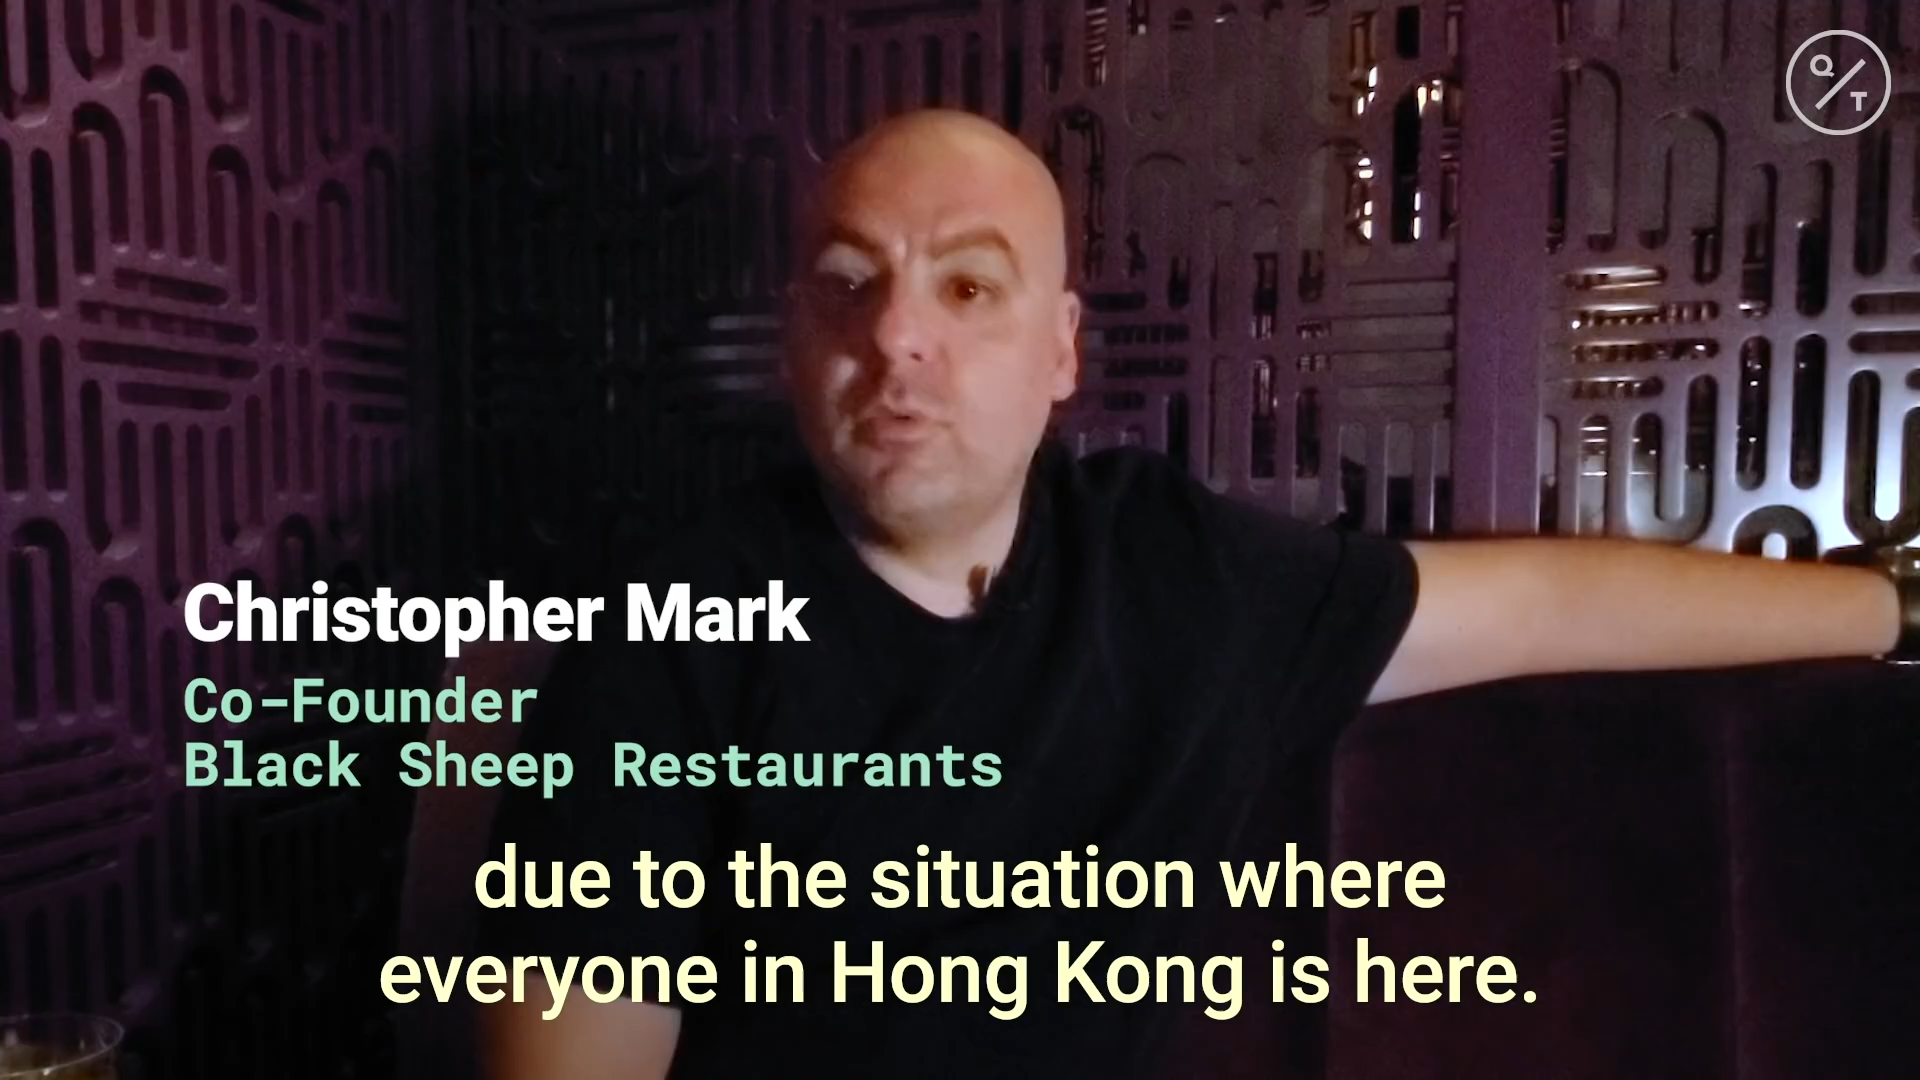 Q
T
Christopher Mark
Co-Founder
Black Sheep Restaurants
due to the situation where
everyone in Hong Kong is here.